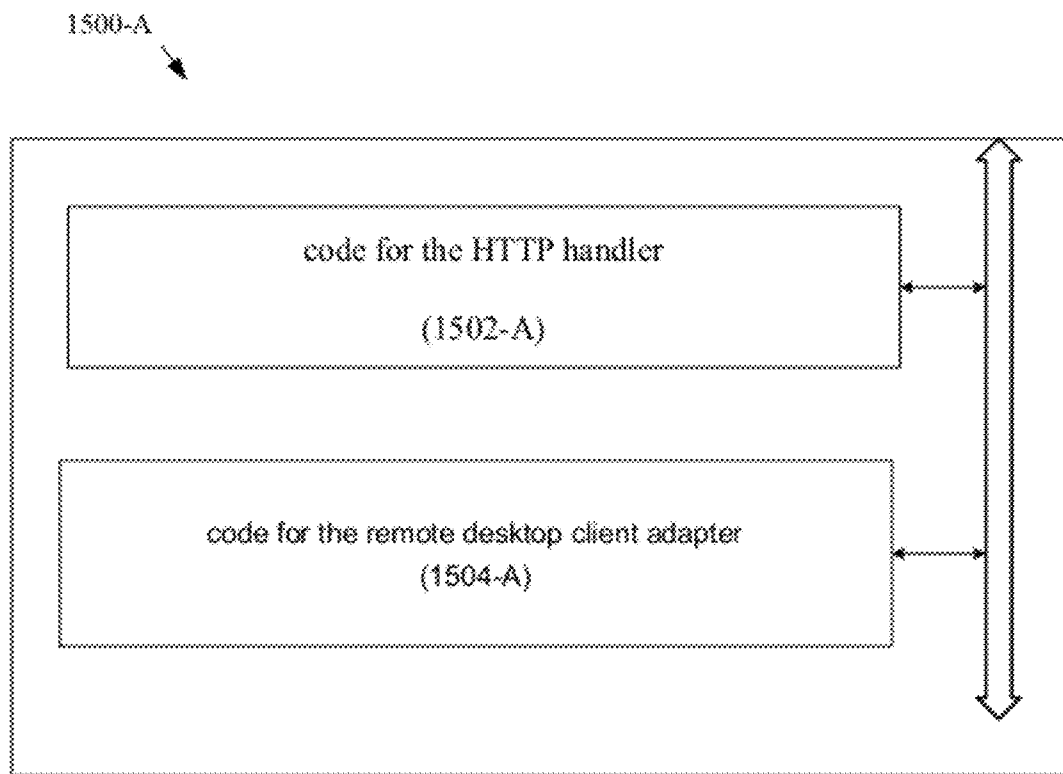 1500-A
code for the HTTP handler
(1502-A)
code for the remote desktop client adapter
(1504-A)